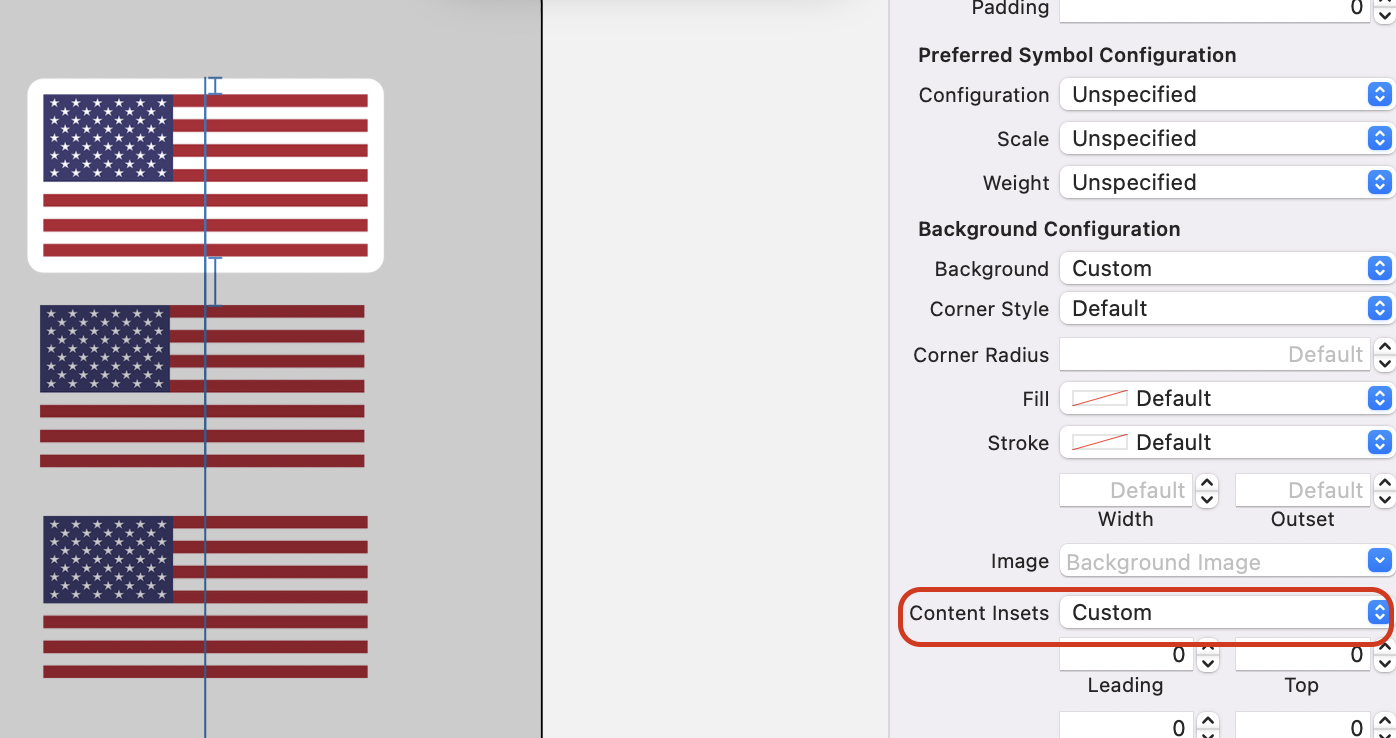 Padding 0
Preferred Symbol Configuration
Configuration Unspecified
Scale Unspecified
Weight Unspecified
Background Configuration
Background Custom
Corner Style Default
Corner Radius Default
Fill Default
Stroke Default
Default Default
Width Outset
Image Background Image
Content Insets Custom
0 0
Leading Top
0 0